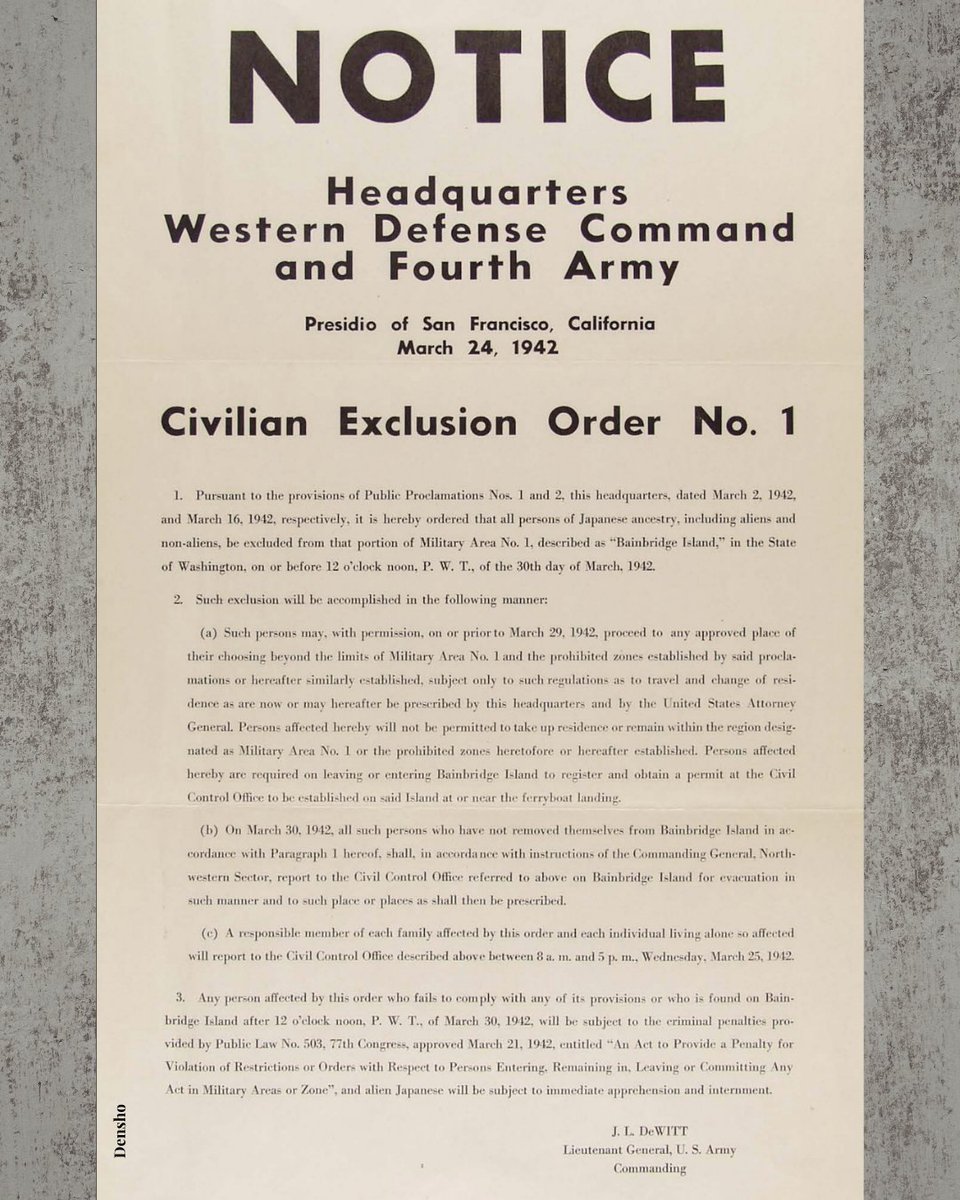 NOTICE
Headquarters
Western Defense Command
and Fourth Army
Presidio of San Francisco, California
March 24, 1942
Civilian Exclusion Order No. 1
1. Pursuant to the provisions of Public Proclamations Nos. 1 and 2, this headquarters, dated March 2, 1942,
and March 16, 1942, respectively, it is hereby ordered that all persons of Japanese ancestry, including aliens and
non-aliens, be excluded from that portion of Military Area No. 1, described as “Bainbridge Island,” in the State
of Washington, on or before 12 o'clock noon, P. W. T., of the 30th day of March, 1942.
2. Such exclusion will be accomplished in the following manner:
(a) Such persons may, with permission, on or prior to March 29, 1942, proceed to any approved place of
their choosing beyond the limits of Military Area No. 1 and the prohibited zones established by said procla-
mations or hereafter similarly established, subject only to such regulations as to travel and change of resi-
dence as are now or may hereafter be prescribed by this headquarters and by the United States Attorney
General. Persons affected hereby will not be permitted to take up residence or remain within the region desig-
nated as Military Area No. 1 or the prohibited zones heretofore or hereafter established. Persons affected
hereby are required on leaving or entering Bainbridge Island to register and obtain a permit at the Civil
Control Office to be established on said Island at or near the ferryboat landing.
(b) On March 30, 1942, all such persons who have not removed themselves from Bainbridge Island in ac-
cordance with Paragraph 1 hereof, shall, in accordance with instructions of the Commanding General, North-
western Sector, report to the Civil Control Office referred to above on Bainbridge Island for evacuation in
such manner and to such place or places as shall then be prescribed.
(c) A responsible member of each family affected by this order and each individual living alone so affected
will report to the Civil Control Office described above between 8 a. m. and 5 p. m., Wednesday, March 25, 1942.
3. Any person affected by this order who fails to comply with any of its provisions or who is found on Bain-
bridge Island after 12 o'clock noon, P. W. T., of March 30, 1942, will be subject to the criminal penalties pro-
vided by Public Law No. 503, 77th Congress, approved March 21, 1942, entitled “An Act to Provide a Penalty for
Violation of Restrictions or Orders with Respect to Persons Entering, Remaining in, Leaving or Committing Any
Act in Military Areas or Zone”, and alien Japanese will be subject to immediate apprehension and internment.
J. L. DeWITT
Lieutenant General, U. S. Army
Commanding
Densho